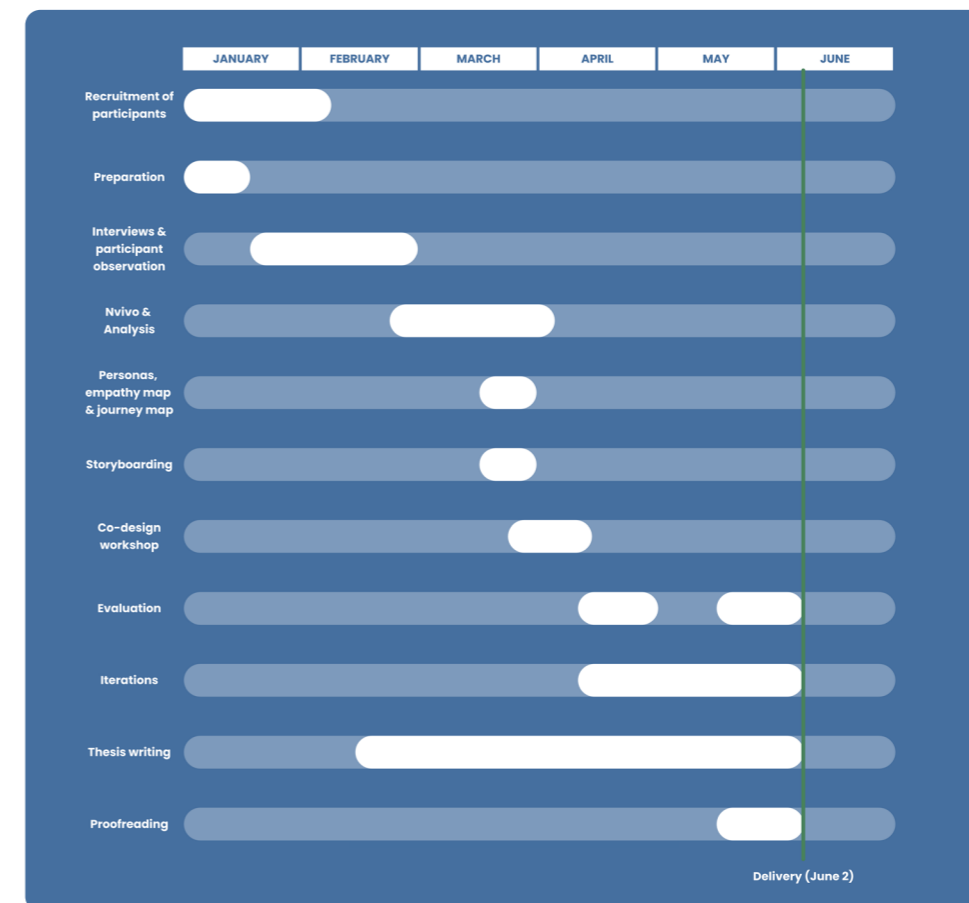 JANUARY FEBRUARY MARCH APRIL MAY JUNE
Recruitment of
participants
Preparation
Interviews &
participant
observation
Nvivo &
Analysis
Personas,
empathy map
& journey map
Storyboarding
Co-design
workshop
Evaluation
Iterations
Thesis writing
Proofreading
Delivery (June 2)